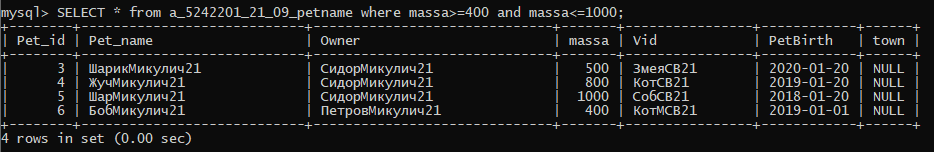 mysql> SELECT * from a_5242201_21_09_petname where massa>=400 and massa<=1000;
+--------+----------------------------+------------------------------+-------+----------------+------------+------+
| Pet_id | Pet_name | Owner | massa | Vid | PetBirth | town |
+--------+----------------------------+------------------------------+-------+----------------+------------+------+
| 3 | ШарикМикулич21 | СидорМикулич21 | 500 | ЗмеяСВ21 | 2020-01-20 | NULL |
| 4 | ЖучМикулич21 | СидорМикулич21 | 800 | КотСВ21 | 2019-01-20 | NULL |
| 5 | ШарМикулич21 | СидорМикулич21 | 1000 | СобСВ21 | 2018-01-20 | NULL |
| 6 | БобМикулич21 | ПетровМикулич21 | 400 | КотМСВ21 | 2019-01-01 | NULL |
+--------+----------------------------+------------------------------+-------+----------------+------------+------+
4 rows in set (0.00 sec)